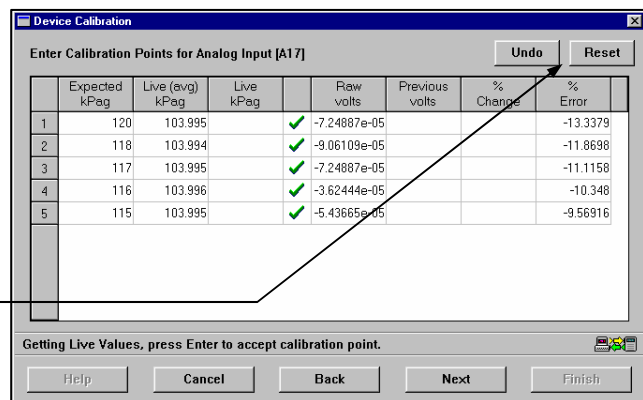 Device Calibration
Enter Calibration Points for Analog Input [A17]
Undo Reset
Expected kPag Live (avg) kPag Live kPag Raw volts Previous volts % Change % Error
1 120 103.995 -7.24887e-05 -13.3379
2 118 103.994 -9.06109e-05 -11.8698
3 117 103.995 -7.24887e-05 -11.1158
4 116 103.996 -3.62444e-05 -10.348
5 115 103.995 -5.43665e-05 -9.56916
Getting Live Values, press Enter to accept calibration point.
Help Cancel Back Next Finish